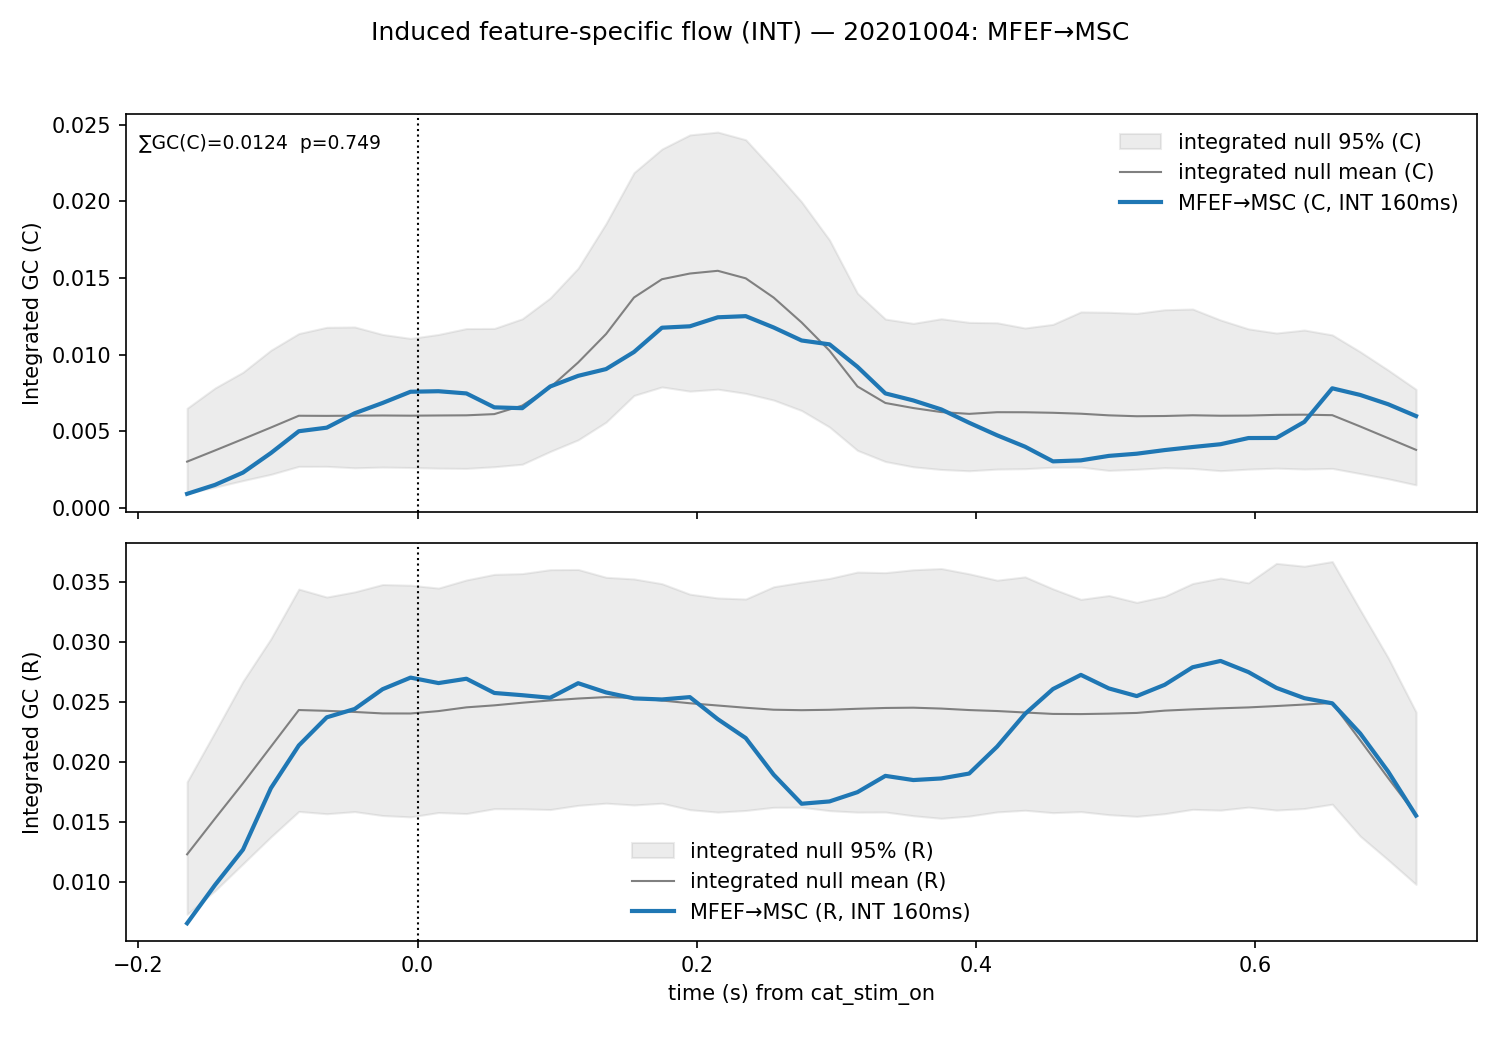 Induced feature-specific flow (INT) — 20201004: MFEF→MSC
∑GC(C)=0.0124  p=0.749
integrated null 95% (C)
integrated null mean (C)
MFEF→MSC (C, INT 160ms)
Integrated GC (C)
0.025
0.020
0.015
0.010
0.005
0.000
Integrated GC (R)
0.035
0.030
0.025
0.020
0.015
0.010
integrated null 95% (R)
integrated null mean (R)
MFEF→MSC (R, INT 160ms)
−0.2 0.0 0.2 0.4 0.6
time (s) from cat_stim_on